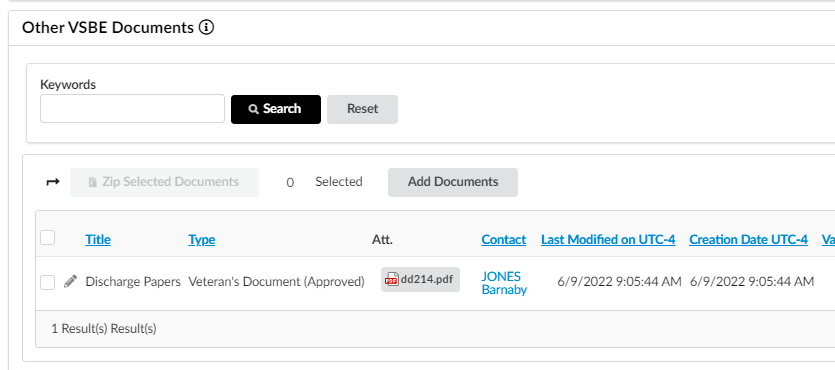 Other VSBE Documents
Keywords
Search Reset
Zip Selected Documents 0 Selected Add Documents
Title Type Att. Contact Last Modified on UTC-4 Creation Date UTC-4 Va
Discharge Papers Veteran's Document (Approved) dd214.pdf JONES Barnaby 6/9/2022 9:05:44 AM 6/9/2022 9:05:44 AM
1 Result(s) Result(s)